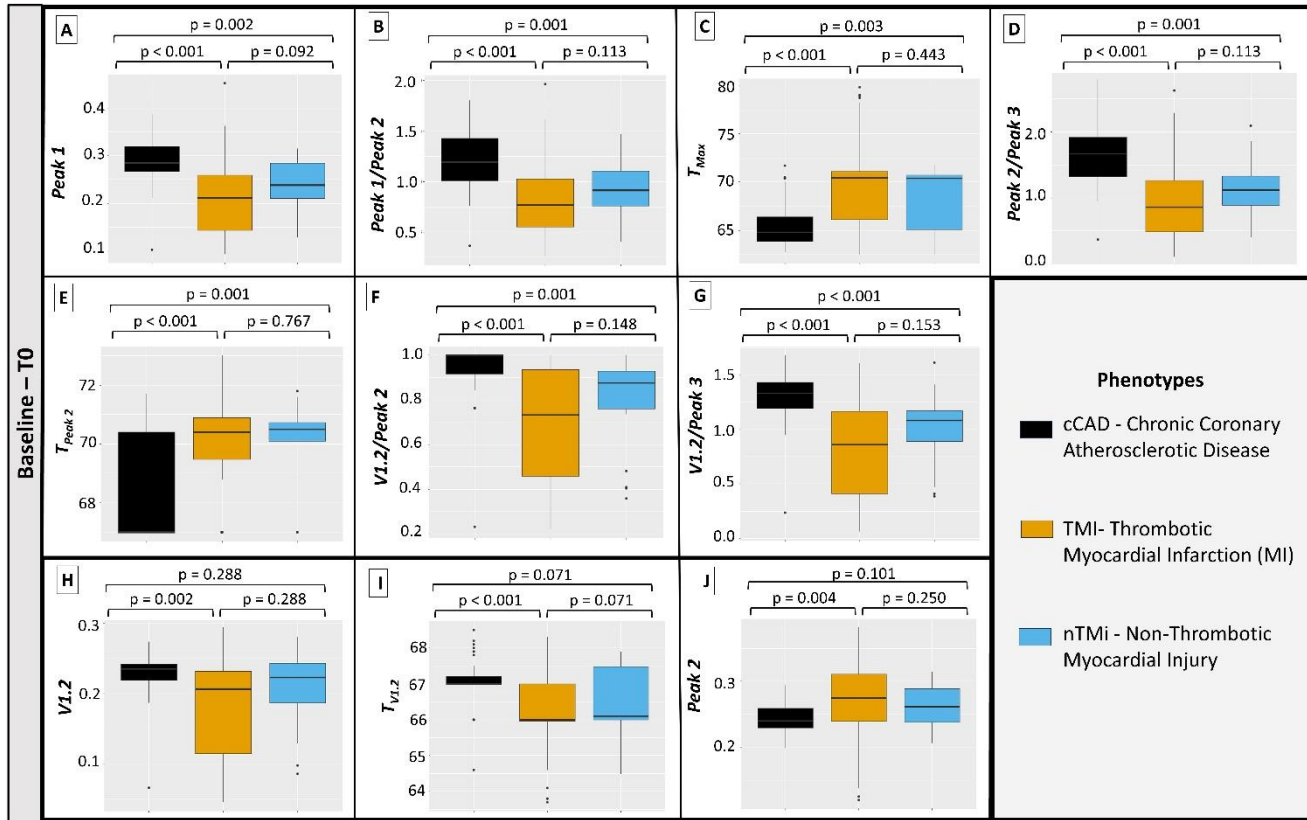 Baseline – T0
A
p = 0.002
p < 0.001 p = 0.092
Peak 1
0.4
0.3
0.2
0.1
B
p = 0.001
p < 0.001 p = 0.113
Peak 1/Peak 2
2.0
1.5
1.0
0.5
C
p = 0.003
p < 0.001 p = 0.443
TMax
80
75
70
65
D
p = 0.001
p < 0.001 p = 0.113
Peak 2/Peak 3
2.0
1.0
0.0
E
p = 0.001
p < 0.001 p = 0.767
TPeak 2
72
70
68
F
p = 0.001
p < 0.001 p = 0.148
V1.2/Peak 2
1.0
0.8
0.6
0.4
0.2
G
p < 0.001
p < 0.001 p = 0.153
V1.2/Peak 3
1.5
1.0
0.5
0.0
H
p = 0.288
p = 0.002 p = 0.288
V1.2
0.3
0.2
0.1
I
p = 0.071
p < 0.001 p = 0.071
TV1.2
68
67
66
65
64
J
p = 0.101
p = 0.004 p = 0.250
Peak 2
0.3
0.2
Phenotypes
cCAD - Chronic Coronary
Atherosclerotic Disease
TMI- Thrombotic
Myocardial Infarction (MI)
nTMi - Non-Thrombotic
Myocardial Injury